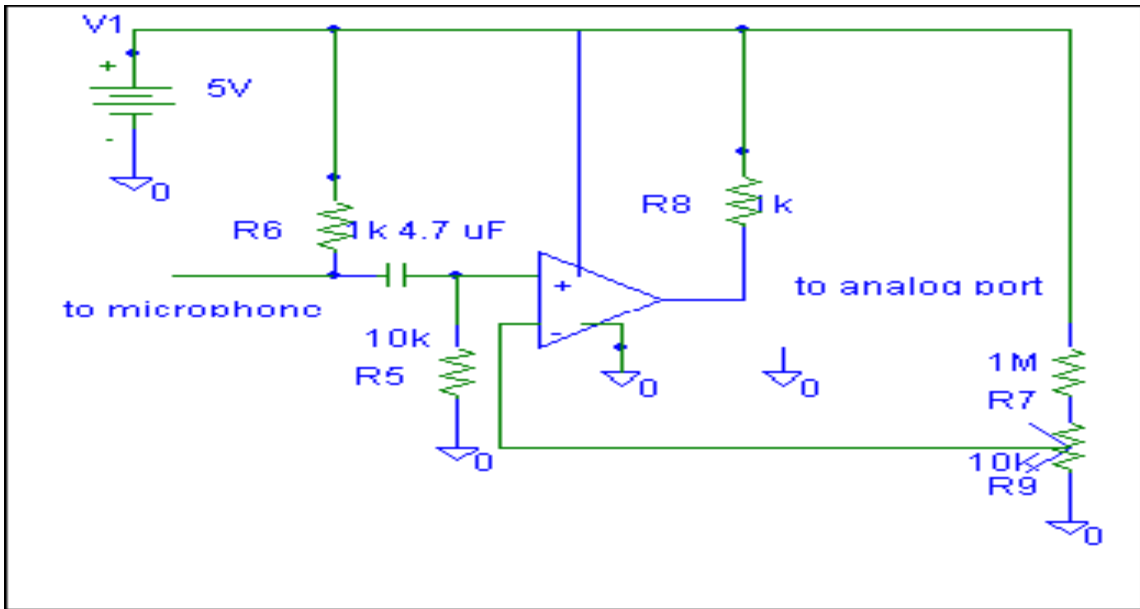 V1
+
5V
-
0
R6
1k
4.7 uF
R8
1k
to microphone
+
-
to analog port
10k
R5
0
0
0
1M
R7
10k
R9
0